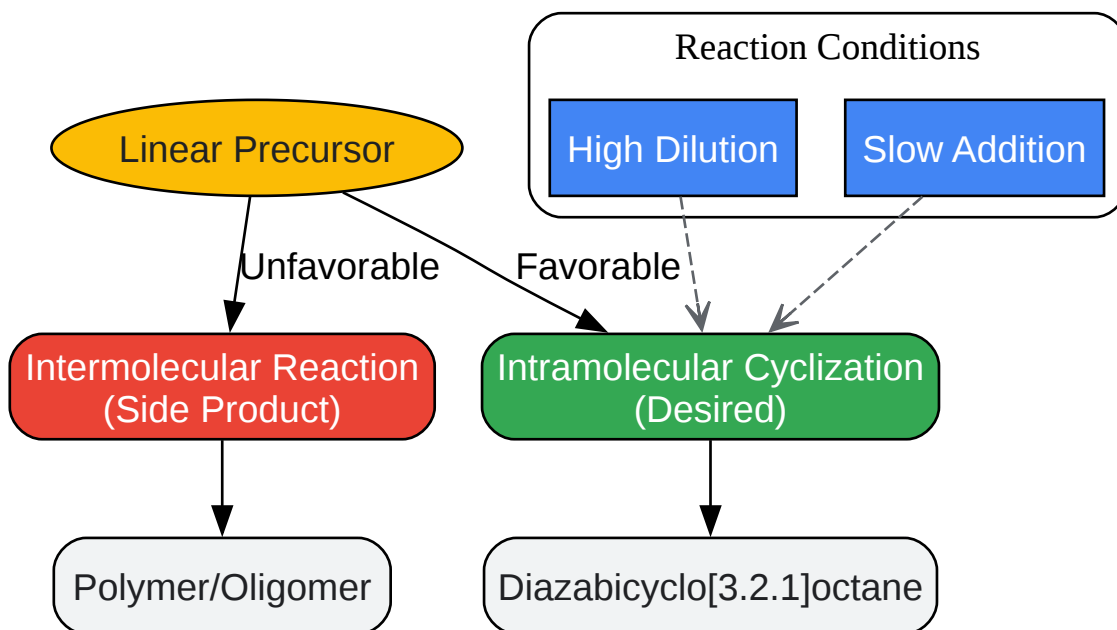 Reaction Conditions
Linear Precursor
High Dilution
Slow Addition
Unfavorable
Favorable
Intermolecular Reaction
(Side Product)
Intramolecular Cyclization
(Desired)
Polymer/Oligomer
Diazabicyclo[3.2.1]octane